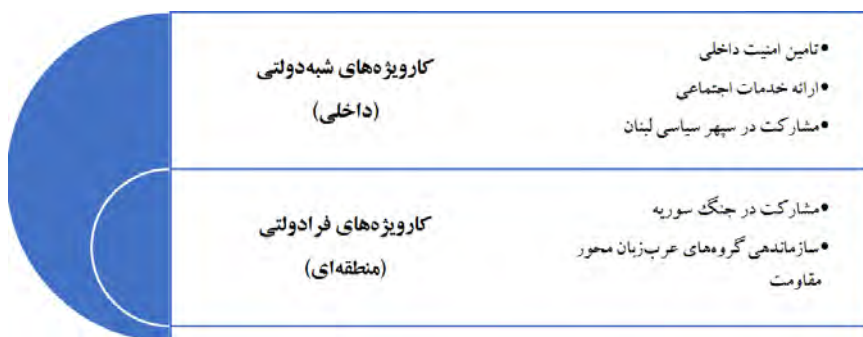 کارویژه‌های شبه‌دولتی
(داخلی)
•تامین امنیت داخلی
•ارائه خدمات اجتماعی
•مشارکت در سپهر سیاسی لبنان
کارویژه‌های فرادولتی
(منطقه‌ای)
•مشارکت در جنگ سوریه
•سازماندهی گروه‌های عرب‌زبان محور
مقاومت